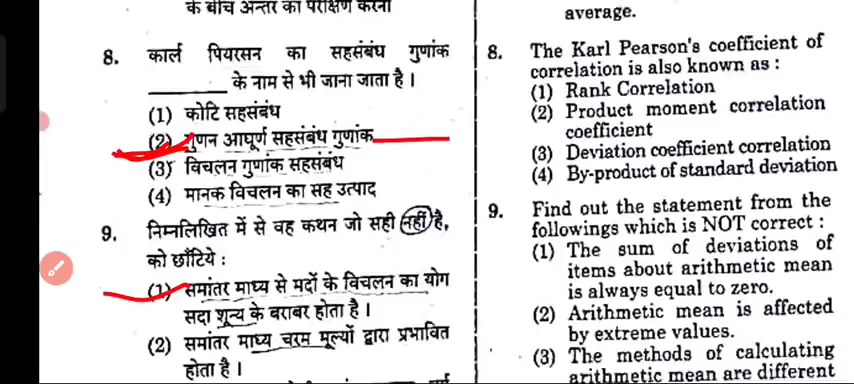 के बीच अन्तर का परीक्षण करना
8. कार्ल पियरसन का सहसंबंध गुणांक
________ के नाम से भी जाना जाता है ।
(1) कोटि सहसंबंध
(2) गुणन आघूर्ण सहसंबंध गुणांक
(3) विचलन गुणांक सहसंबंध
(4) मानक विचलन का सह उत्पाद
9. निम्नलिखित में से वह कथन जो सही नहीं है,
को छाँटिये :
(1) समांतर माध्य से मदों के विचलन का योग
सदा शून्य के बराबर होता है ।
(2) समांतर माध्य चरम मूल्यों द्वारा प्रभावित
होता है ।
average.
8. The Karl Pearson's coefficient of
correlation is also known as :
(1) Rank Correlation
(2) Product moment correlation
coefficient
(3) Deviation coefficient correlation
(4) By-product of standard deviation
9. Find out the statement from the
followings which is NOT correct :
(1) The sum of deviations of
items about arithmetic mean
is always equal to zero.
(2) Arithmetic mean is affected
by extreme values.
(3) The methods of calculating
arithmetic mean are different